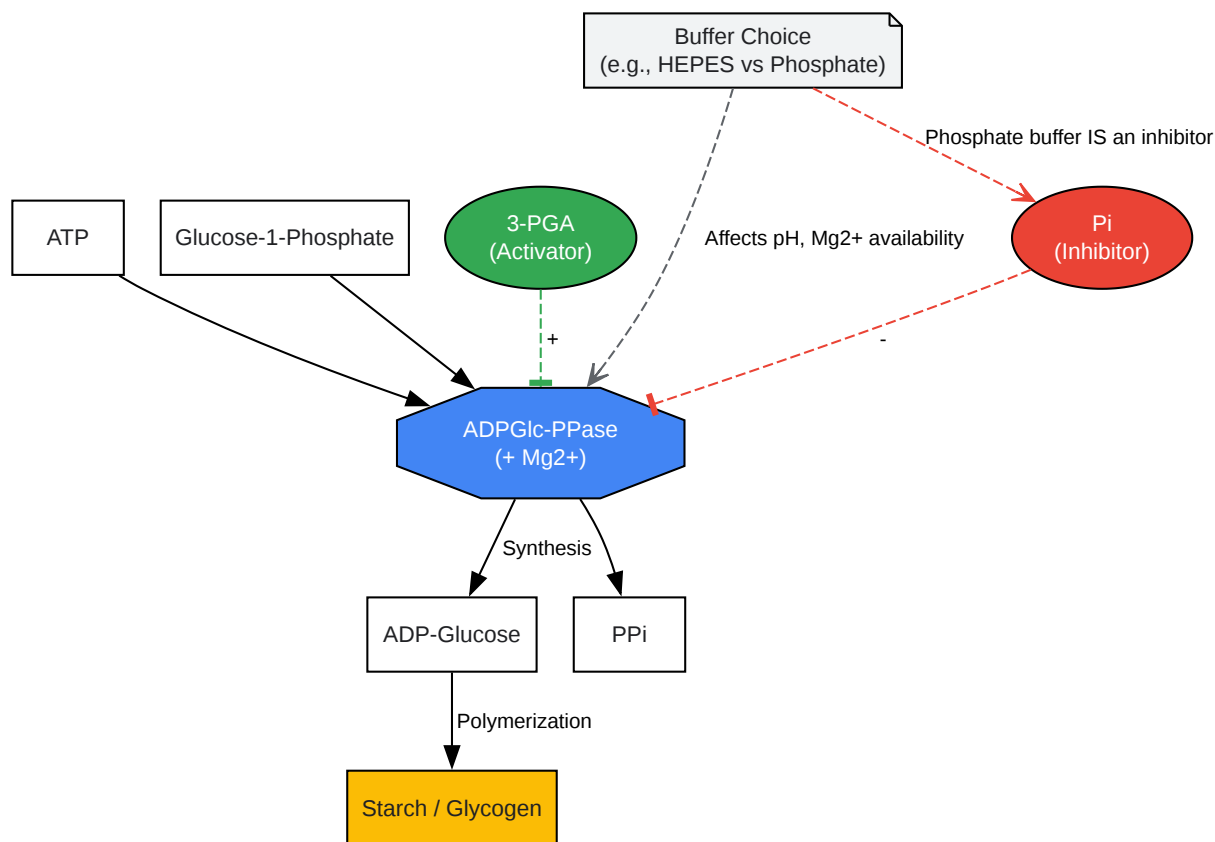 Buffer Choice
(e.g., HEPES vs Phosphate)
Phosphate buffer IS an inhibitor
ATP
Glucose-1-Phosphate
3-PGA
(Activator)
Affects pH, Mg2+ availability
Pi
(Inhibitor)
+
-
ADPGlc-PPase
(+ Mg2+)
Synthesis
ADP-Glucose
PPi
Polymerization
Starch / Glycogen